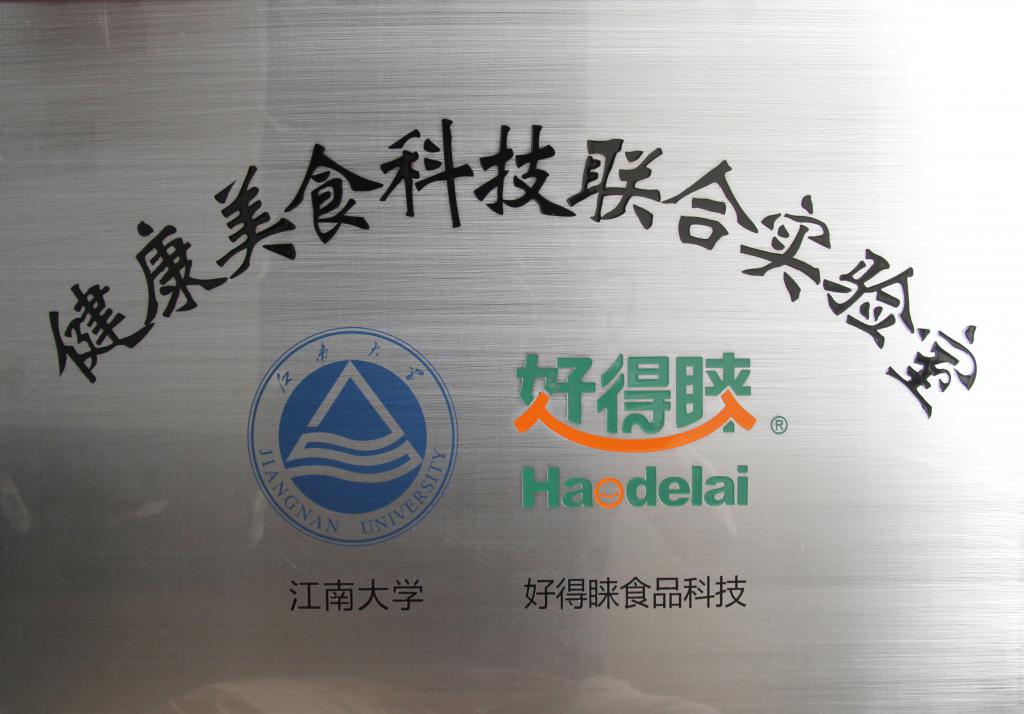 健康美食科技联合实验室
江南大学
JIANGNAN UNIVERSITY
好得睐®
Haodelai
江南大学
好得睐食品科技